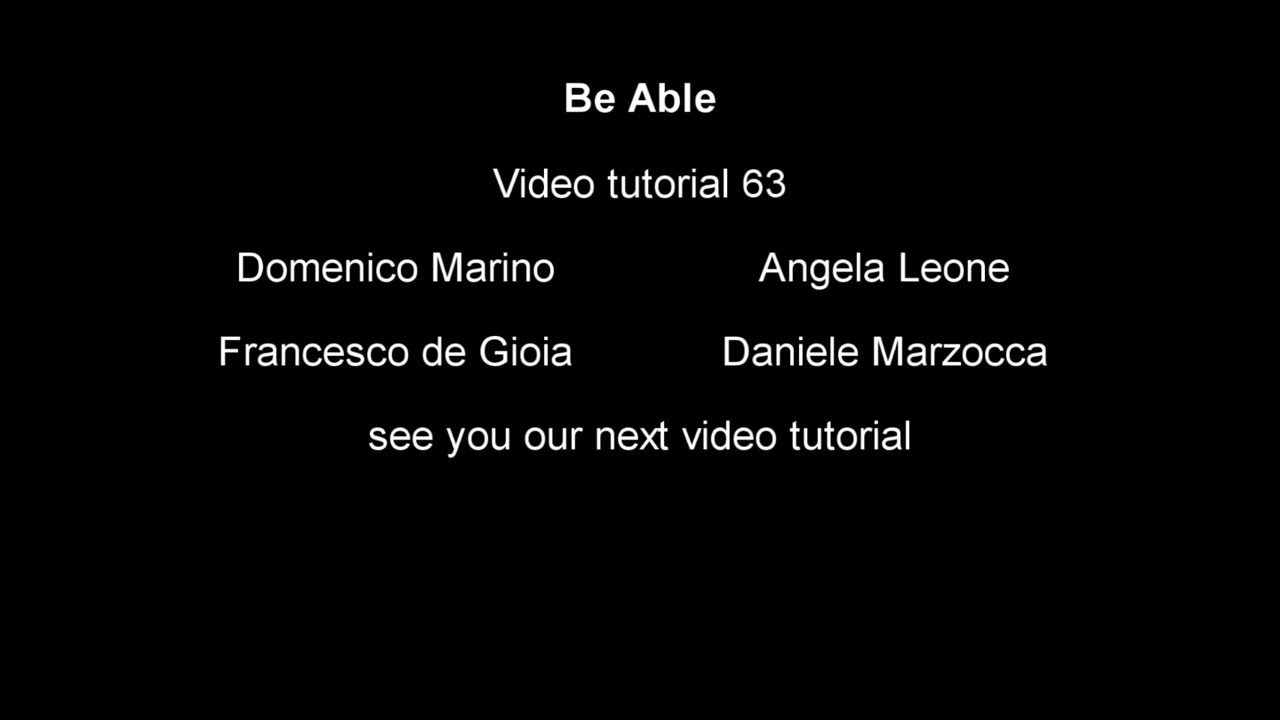 Be Able
Video tutorial 63
Domenico Marino Angela Leone
Francesco de Gioia Daniele Marzocca
see you our next video tutorial